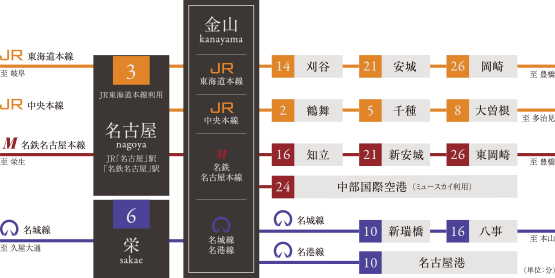 JR 東海道本線
至 岐阜
JR 中央本線
M 名鉄名古屋本線
至 栄生
名城線
至 久屋大通
3
JR東海道本線利用
名古屋
nagoya
JR「名古屋」駅
「名鉄名古屋」駅
6
栄
sakae
金山
kanayama
JR
東海道本線
JR
中央本線
M
名鉄
名古屋本線
名城線
名港線
14 刈谷 21 安城 26 岡崎
至 豊橋
2 鶴舞 5 千種 8 大曽根
至 多治見
16 知立 21 新安城 26 東岡崎
至 豊橋
24 中部国際空港（ミュースカイ利用）
名城線
10 新瑞橋 16 八事
至 本山
名港線
10 名古屋港
（単位：分）